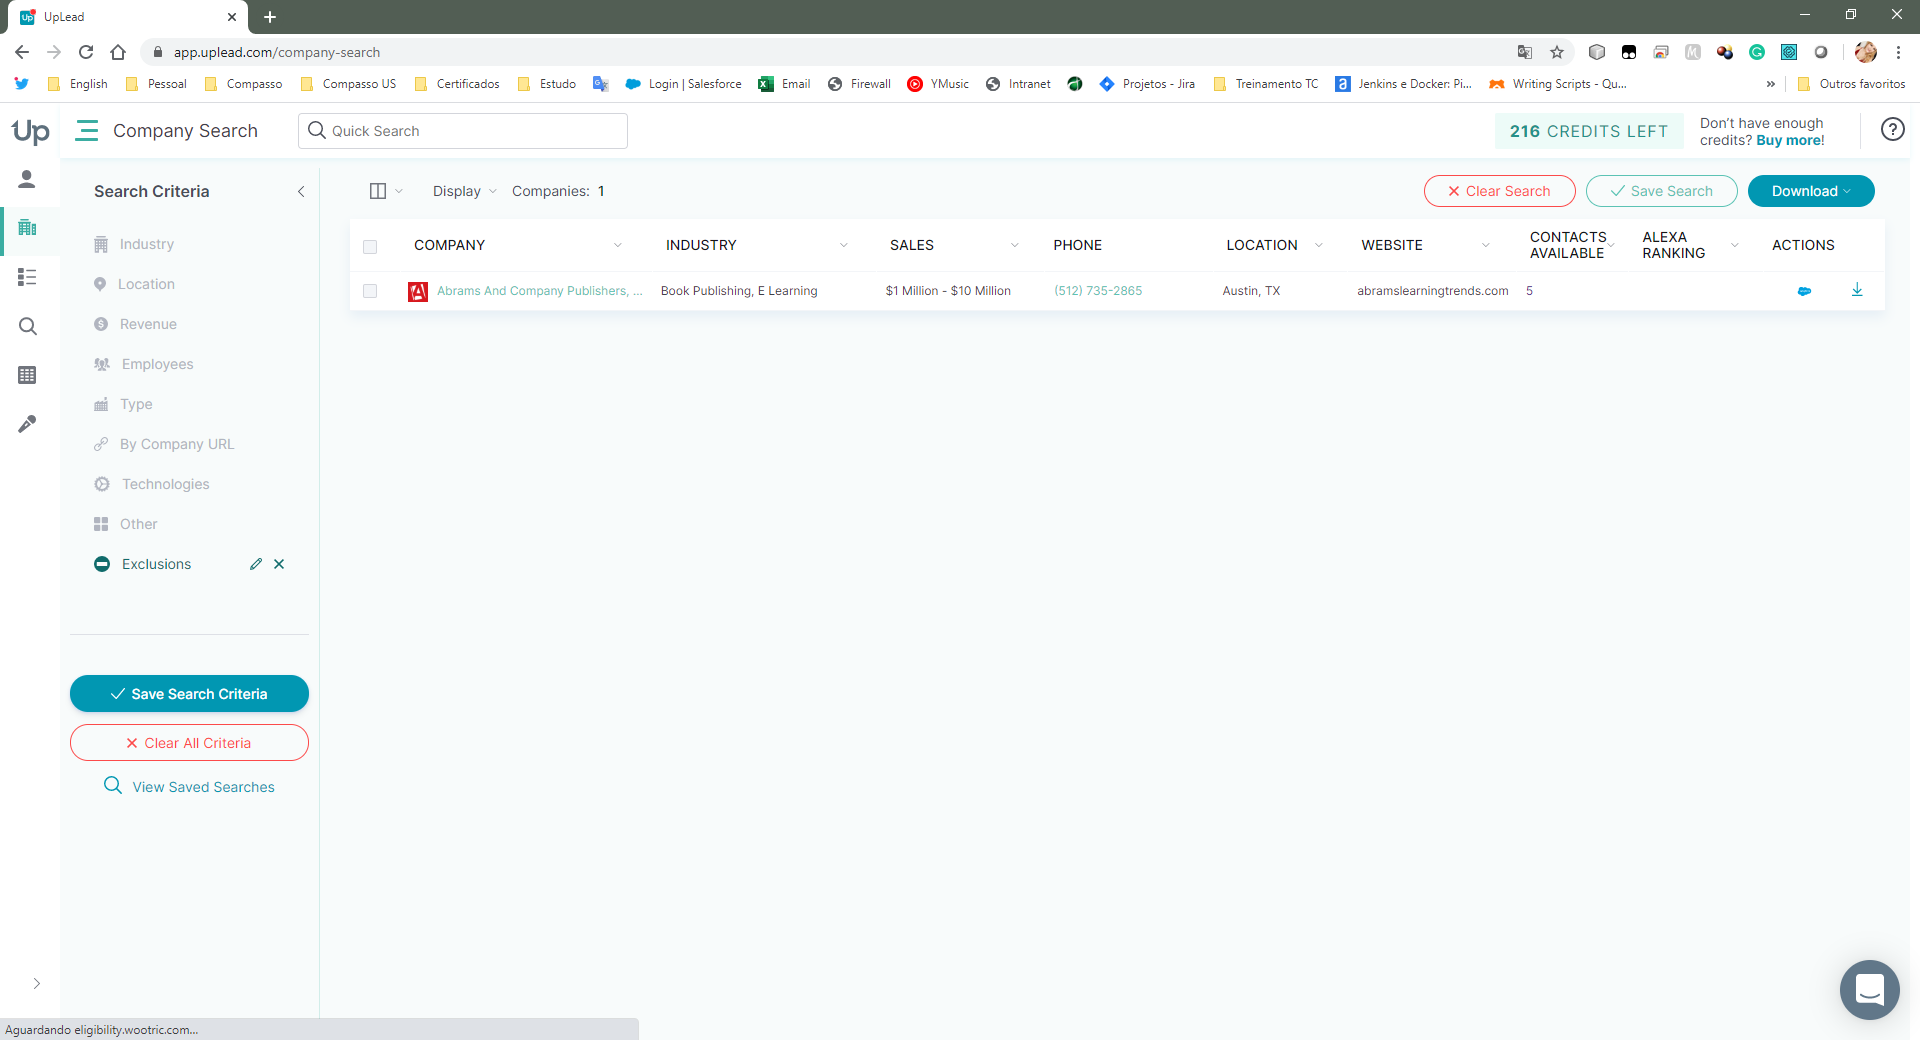 UpLead
app.uplead.com/company-search
English
Pessoal
Compasso
Compasso US
Certificados
Estudo
Login | Salesforce
Email
Firewall
YMusic
Intranet
Projetos - Jira
Treinamento TC
Jenkins e Docker: Pi...
Writing Scripts - Qu...
»
Outros favoritos
Up
Company Search
Quick Search
216 CREDITS LEFT
Don't have enough
credits? Buy more!
Search Criteria
Display
Companies: 1
Clear Search
Save Search
Download
Industry
Location
Revenue
Employees
Type
By Company URL
Technologies
Other
Exclusions
COMPANY
INDUSTRY
SALES
PHONE
LOCATION
WEBSITE
CONTACTS
AVAILABLE
ALEXA
RANKING
ACTIONS
Abrams And Company Publishers, ...
Book Publishing, E Learning
$1 Million - $10 Million
(512) 735-2865
Austin, TX
abramslearningtrends.com
5
Save Search Criteria
Clear All Criteria
View Saved Searches
Aguardando eligibility.wootric.com...